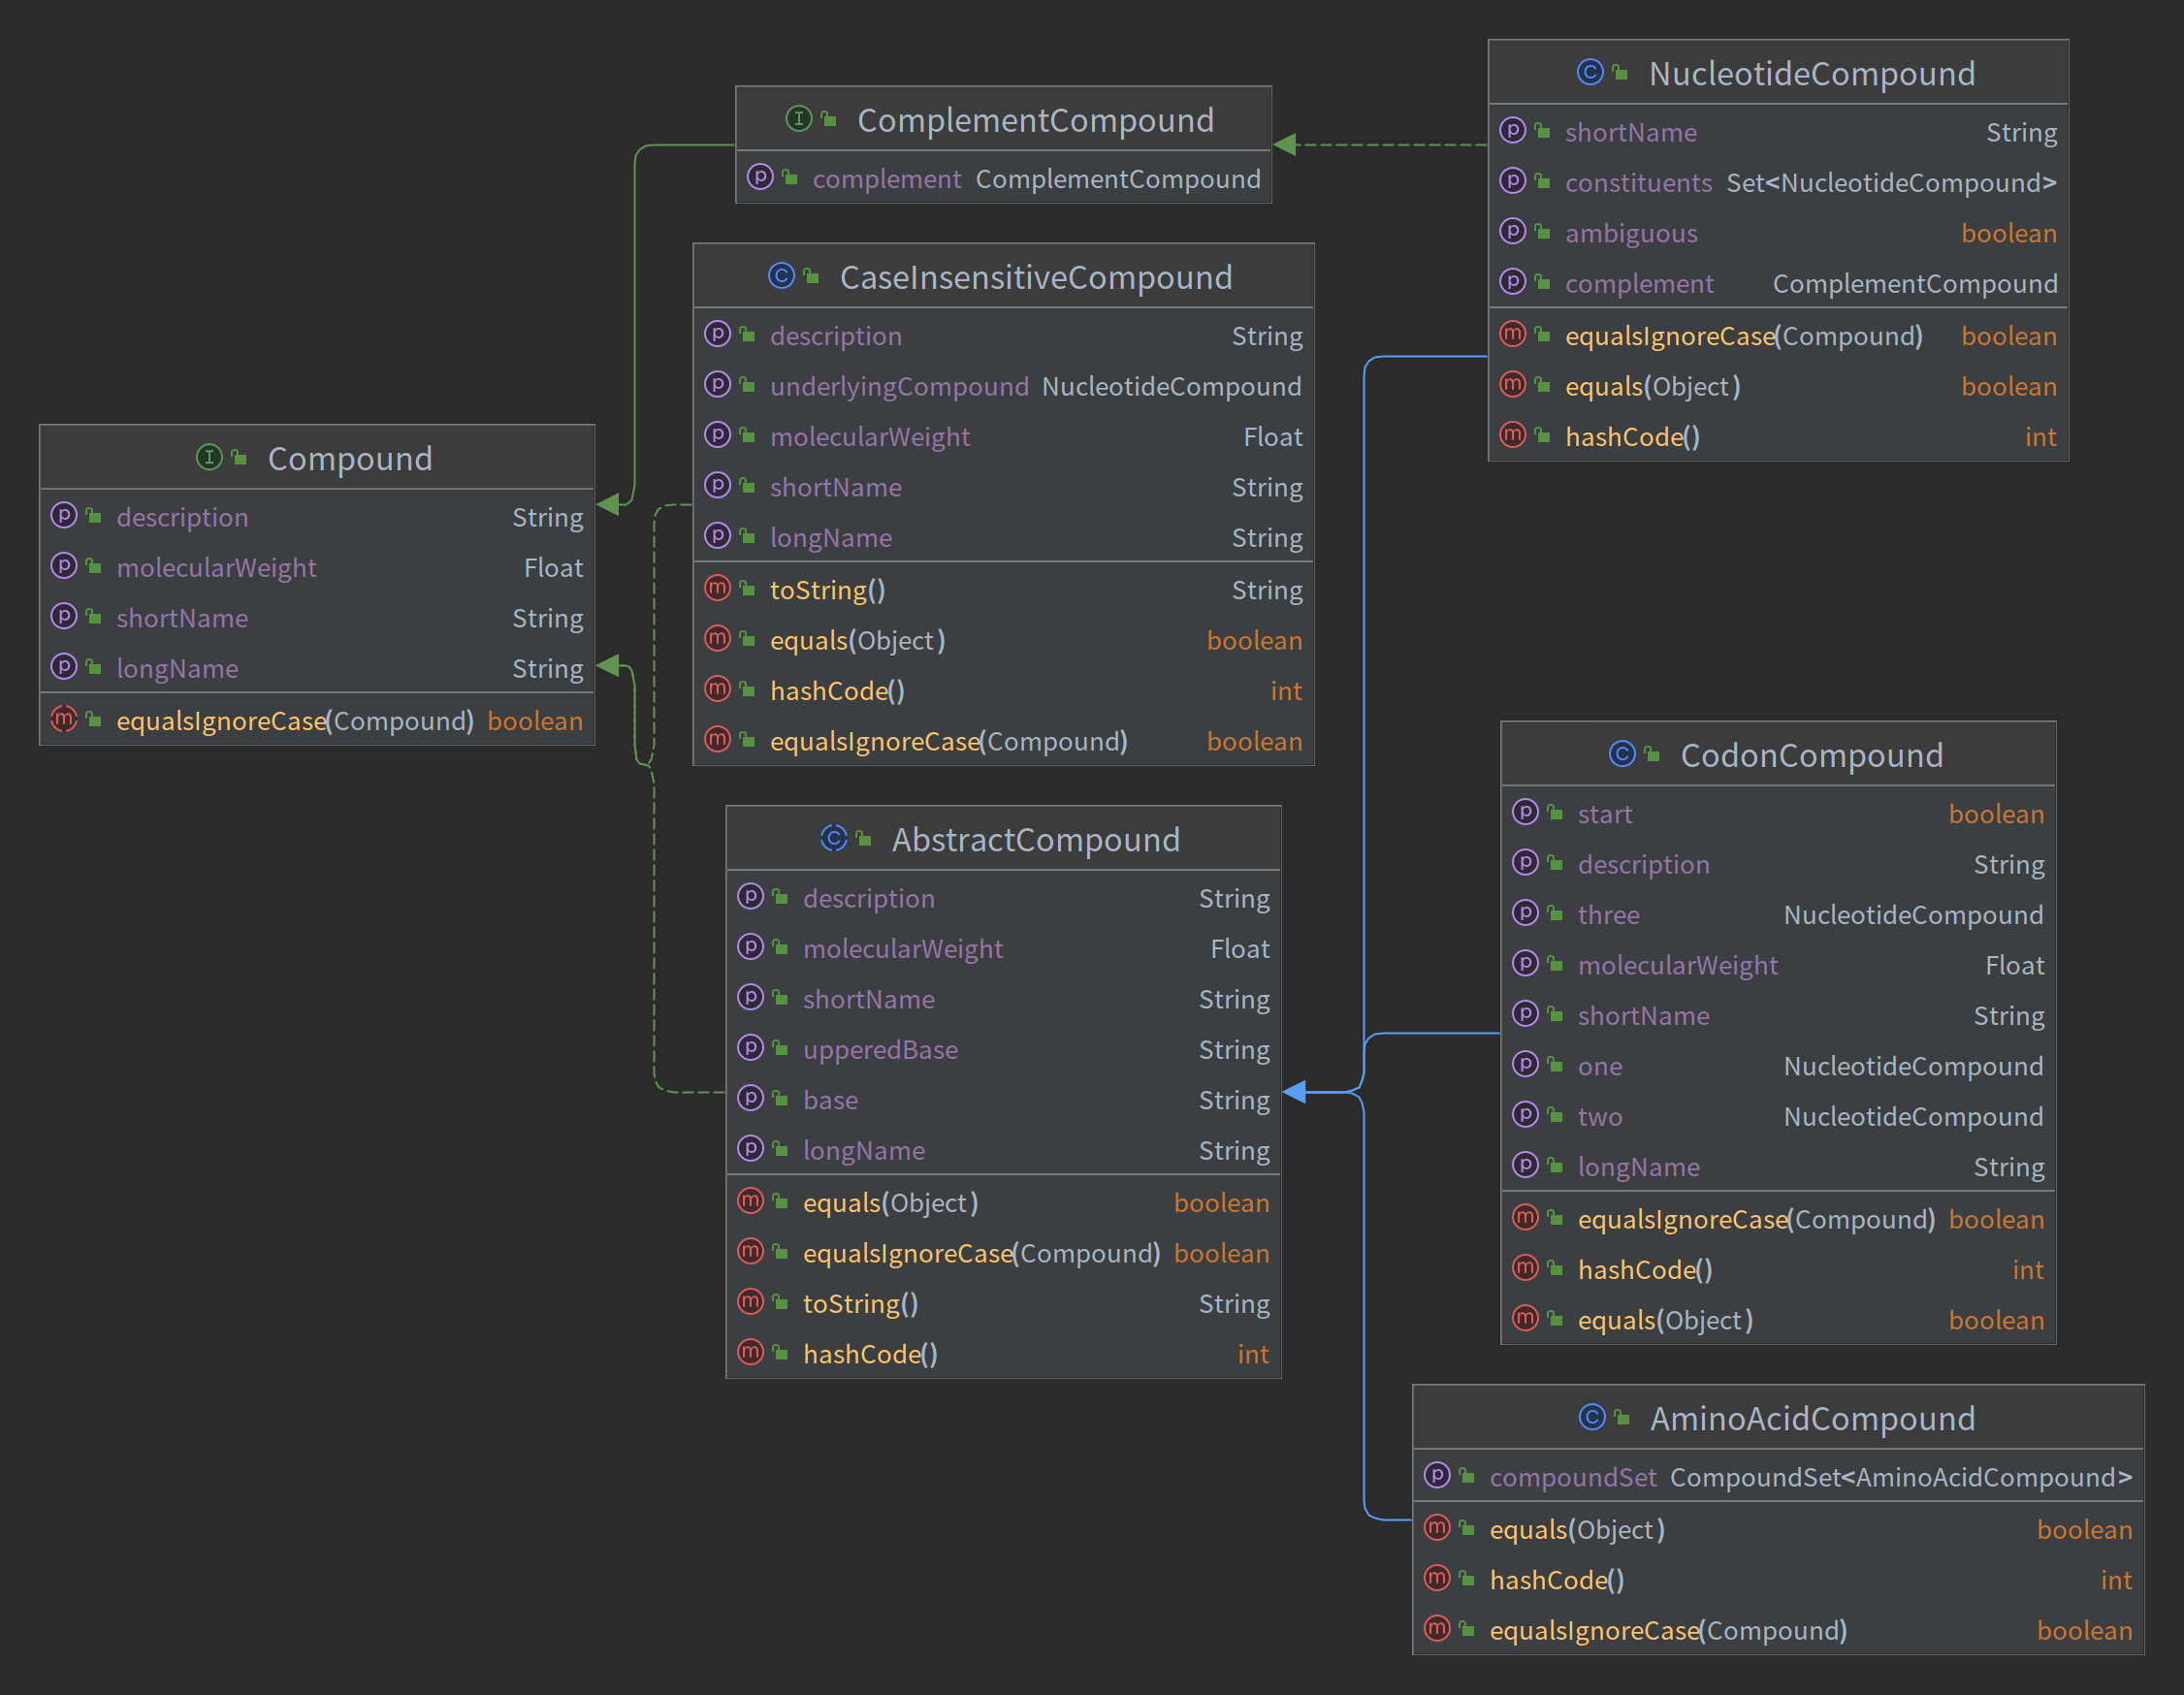 Compound
description String
molecularWeight Float
shortName String
longName String
equalsIgnoreCase(Compound) boolean
ComplementCompound
complement ComplementCompound
CaseInsensitiveCompound
description String
underlyingCompound NucleotideCompound
molecularWeight Float
shortName String
longName String
toString() String
equals(Object) boolean
hashCode() int
equalsIgnoreCase(Compound) boolean
AbstractCompound
description String
molecularWeight Float
shortName String
upperedBase String
base String
longName String
equals(Object) boolean
equalsIgnoreCase(Compound) boolean
toString() String
hashCode() int
NucleotideCompound
shortName String
constituents Set<NucleotideCompound>
ambiguous boolean
complement ComplementCompound
equalsIgnoreCase(Compound) boolean
equals(Object) boolean
hashCode() int
CodonCompound
start boolean
description String
three NucleotideCompound
molecularWeight Float
shortName String
one NucleotideCompound
two NucleotideCompound
longName String
equalsIgnoreCase(Compound) boolean
hashCode() int
equals(Object) boolean
AminoAcidCompound
compoundSet CompoundSet<AminoAcidCompound>
equals(Object) boolean
hashCode() int
equalsIgnoreCase(Compound) boolean